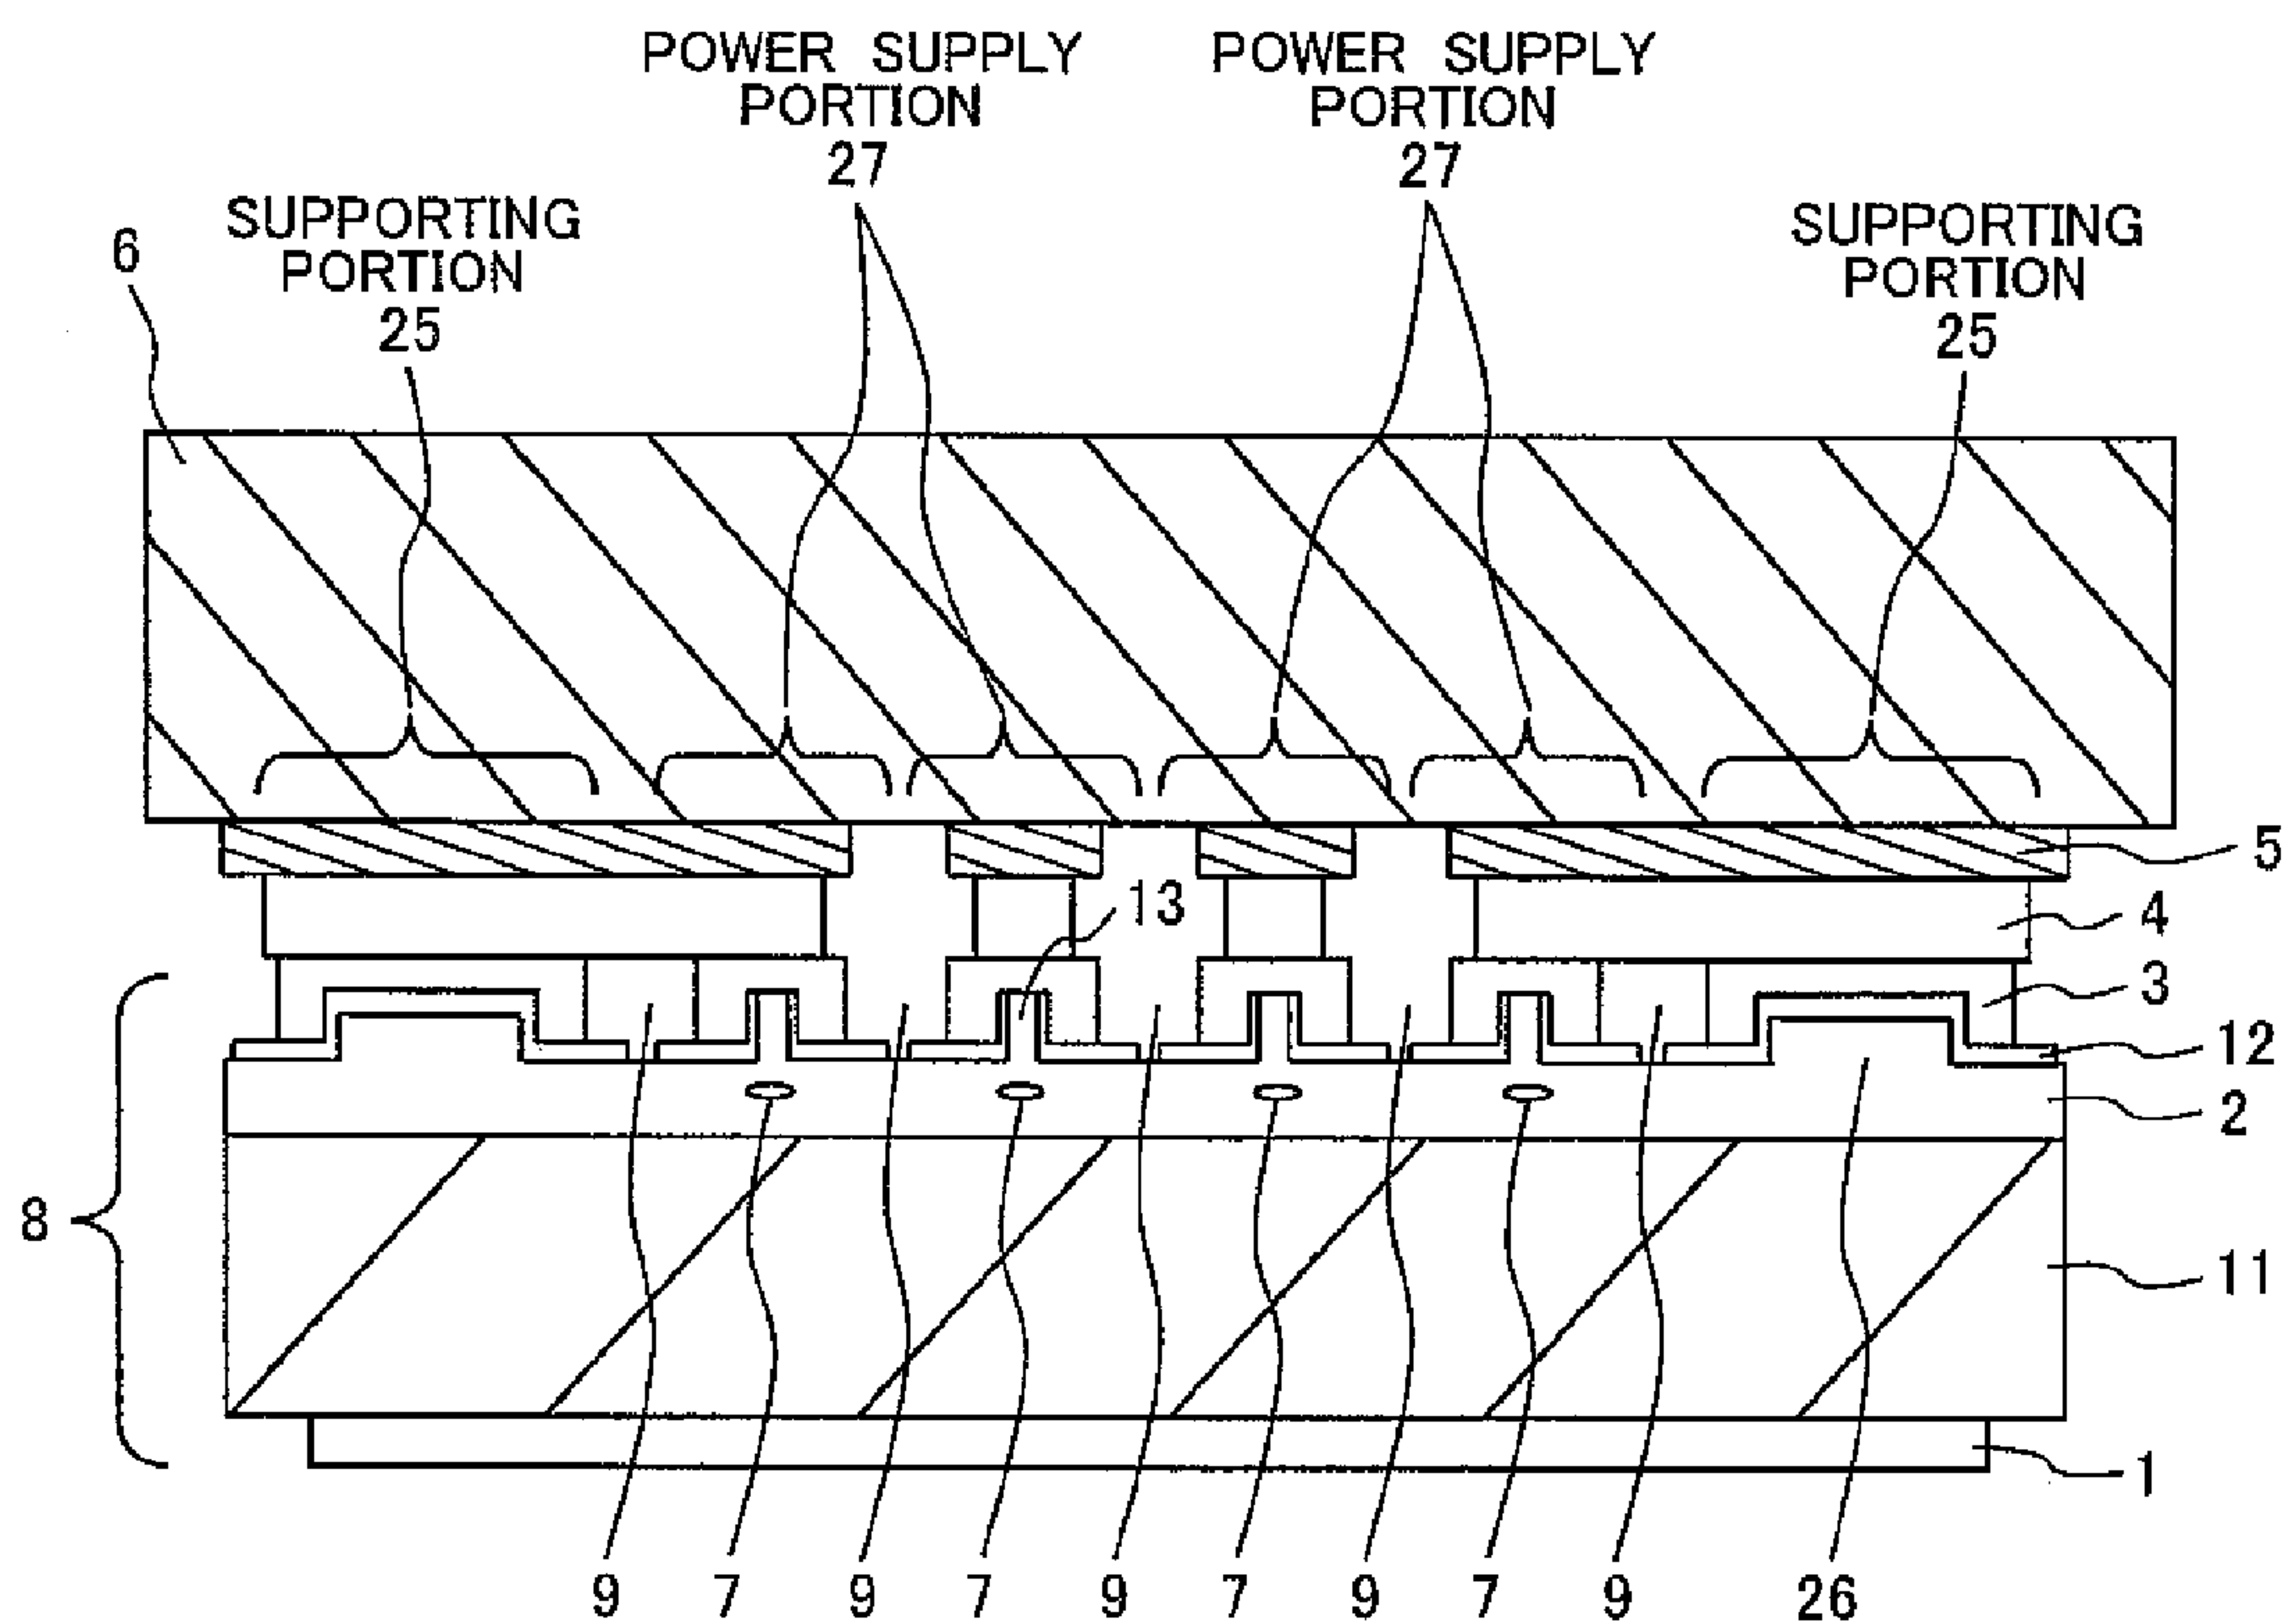 POWER SUPPLY
PORTION
27
POWER SUPPLY
PORTION
27
SUPPORTING
PORTION
25
SUPPORTING
PORTION
25
6
5
13
4
3
12
2
8
11
1
9 7 9 7 9 7 9 7 9 26